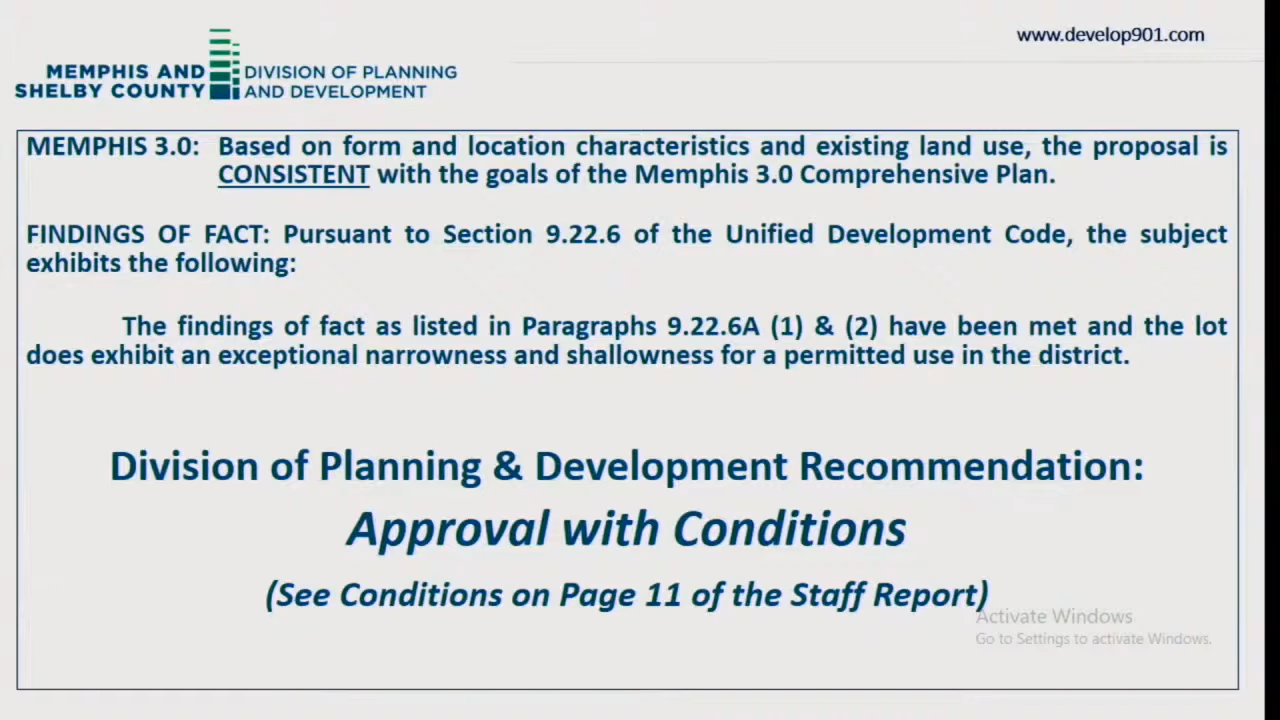 www.develop901.com
MEMPHIS AND
SHELBY COUNTY
DIVISION OF PLANNING
AND DEVELOPMENT
MEMPHIS 3.0: Based on form and location characteristics and existing land use, the proposal is
CONSISTENT with the goals of the Memphis 3.0 Comprehensive Plan.
FINDINGS OF FACT: Pursuant to Section 9.22.6 of the Unified Development Code, the subject
exhibits the following:
The findings of fact as listed in Paragraphs 9.22.6A (1) & (2) have been met and the lot
does exhibit an exceptional narrowness and shallowness for a permitted use in the district.
Division of Planning & Development Recommendation:
Approval with Conditions
(See Conditions on Page 11 of the Staff Report)
Activate Windows
Go to Settings to activate Windows.